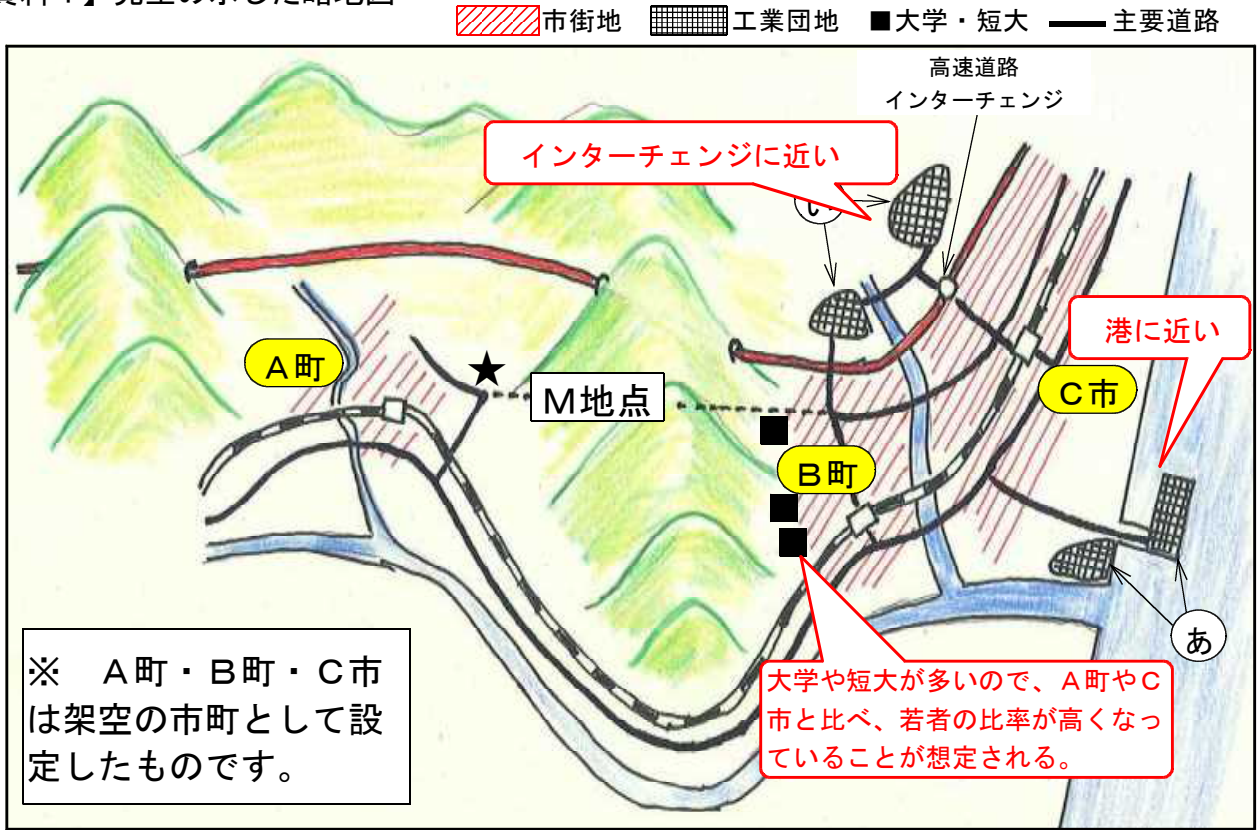 市街地 工業団地 ■大学・短大 主要道路
高速道路
インターチェンジ
インターチェンジに近い
港に近い
A町
★
M地点
C市
B町
あ
※ A町・B町・C市
は架空の市町として設
定したものです。
大学や短大が多いので、A町やC
市と比べ、若者の比率が高くなっ
ていることが想定される。